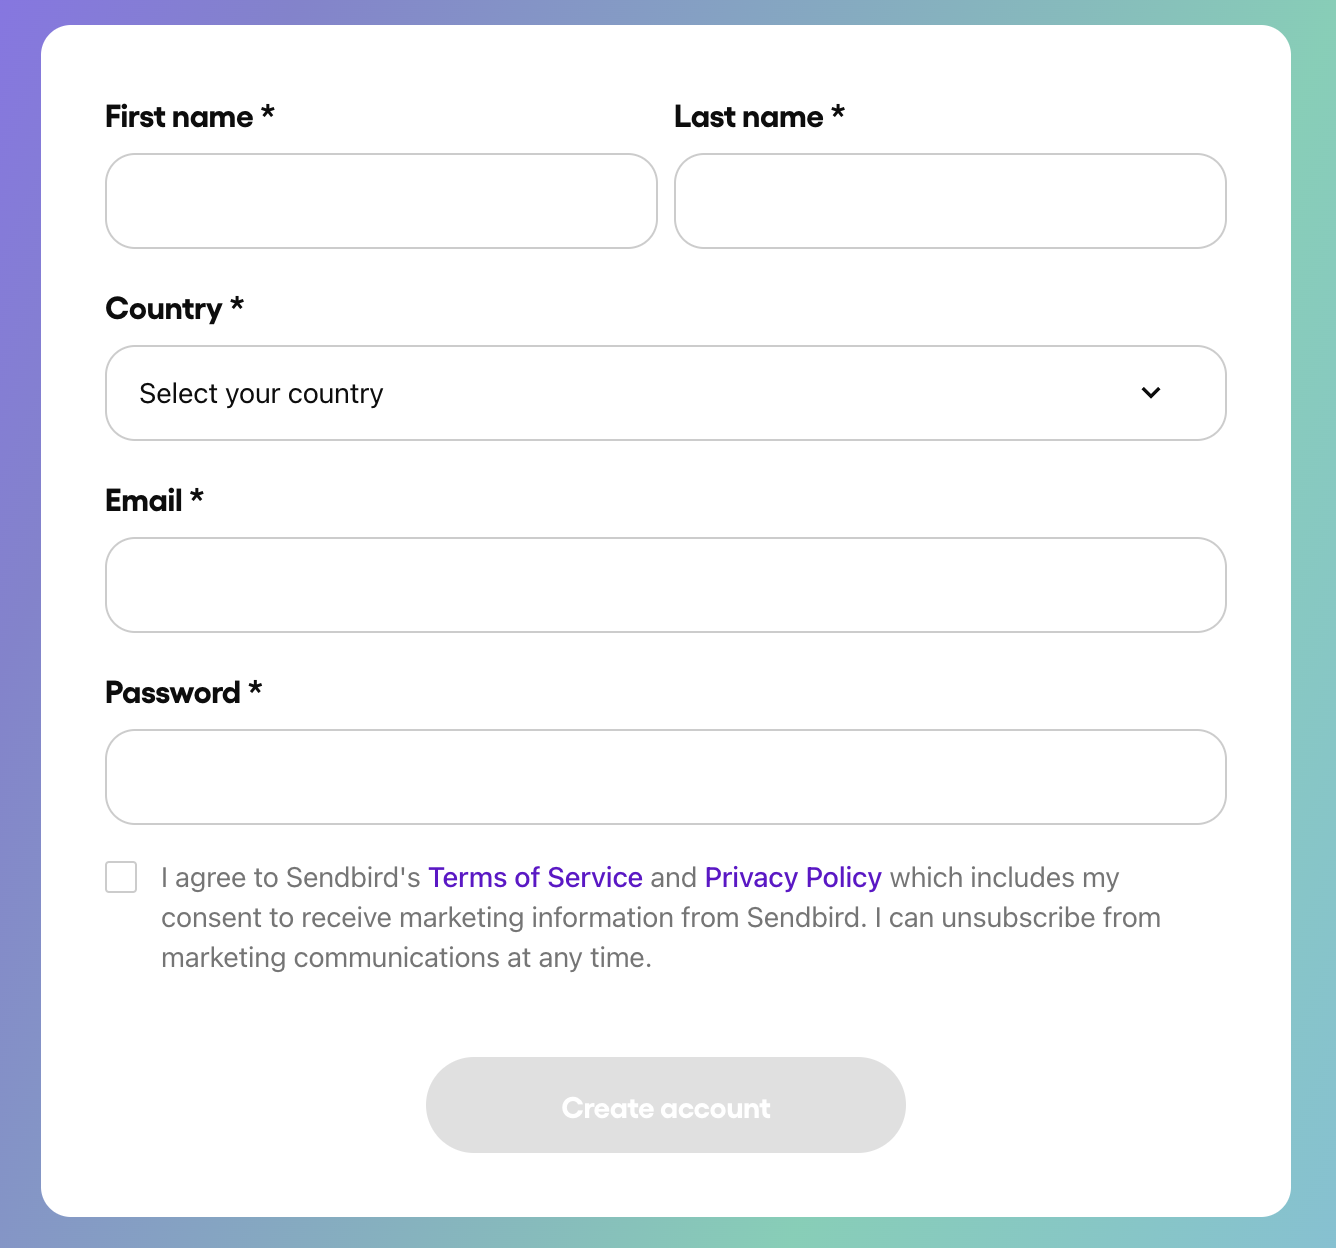 First name *
Last name *
Country *
Select your country
Email *
Password *
I agree to Sendbird's Terms of Service and Privacy Policy which includes my
consent to receive marketing information from Sendbird. I can unsubscribe from
marketing communications at any time.
Create account